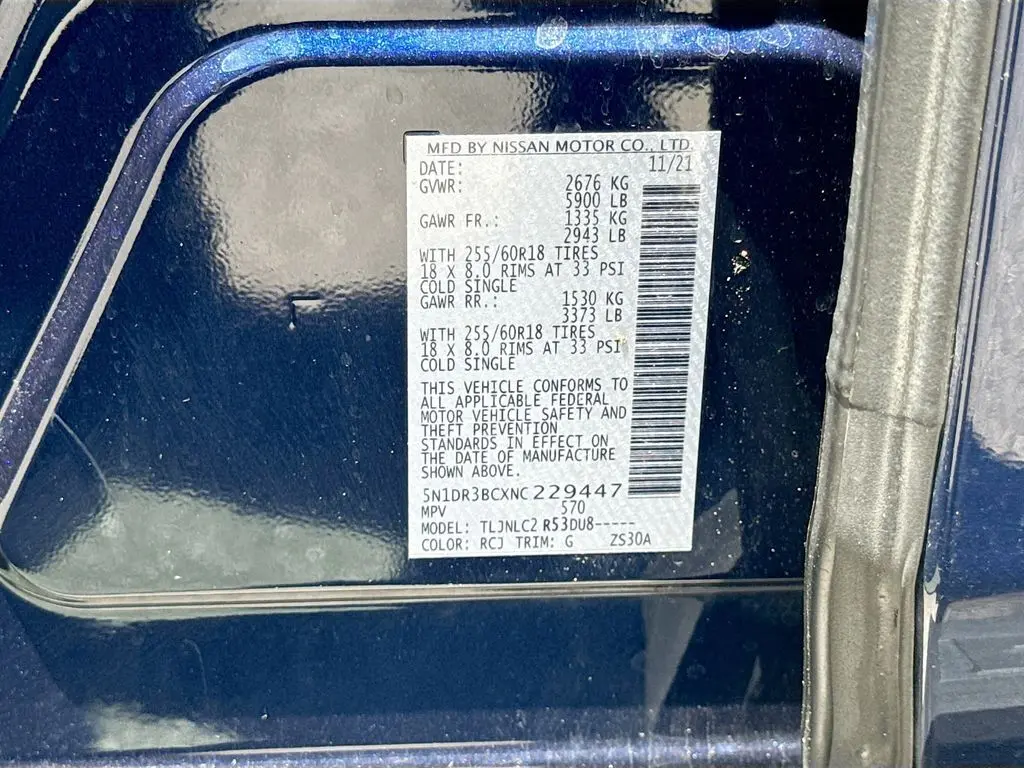 MFD BY NISSAN MOTOR CO., LTD.
DATE: 11/21
GVWR: 2676 KG
5900 LB
GAWR FR.: 1335 KG
2943 LB
WITH 255/60R18 TIRES
18 X 8.0 RIMS AT 33 PSI
COLD SINGLE
GAWR RR.: 1530 KG
3373 LB
WITH 255/60R18 TIRES
18 X 8.0 RIMS AT 33 PSI
COLD SINGLE
THIS VEHICLE CONFORMS TO
ALL APPLICABLE FEDERAL
MOTOR VEHICLE SAFETY AND
THEFT PREVENTION
STANDARDS IN EFFECT ON
THE DATE OF MANUFACTURE
SHOWN ABOVE.
5N1DR3BCXNC229447
MPV 570
MODEL: TLJNLC2 R53DU8-----
COLOR: RCJ TRIM: G ZS30A